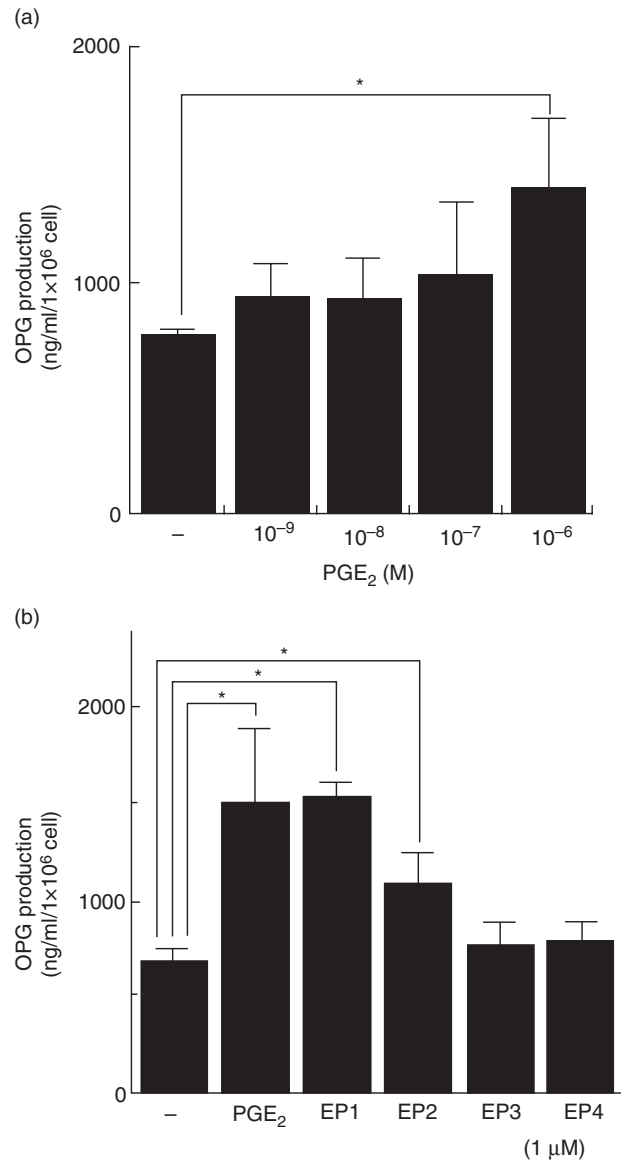 (a)
2000
*
1000
0
OPG production
(ng/ml/1×10⁶ cell)
– 10⁻⁹ 10⁻⁸ 10⁻⁷ 10⁻⁶
PGE₂ (M)
(b)
2000
*
*
*
1000
0
OPG production
(ng/ml/1×10⁶ cell)
– PGE₂ EP1 EP2 EP3 EP4
(1 μM)